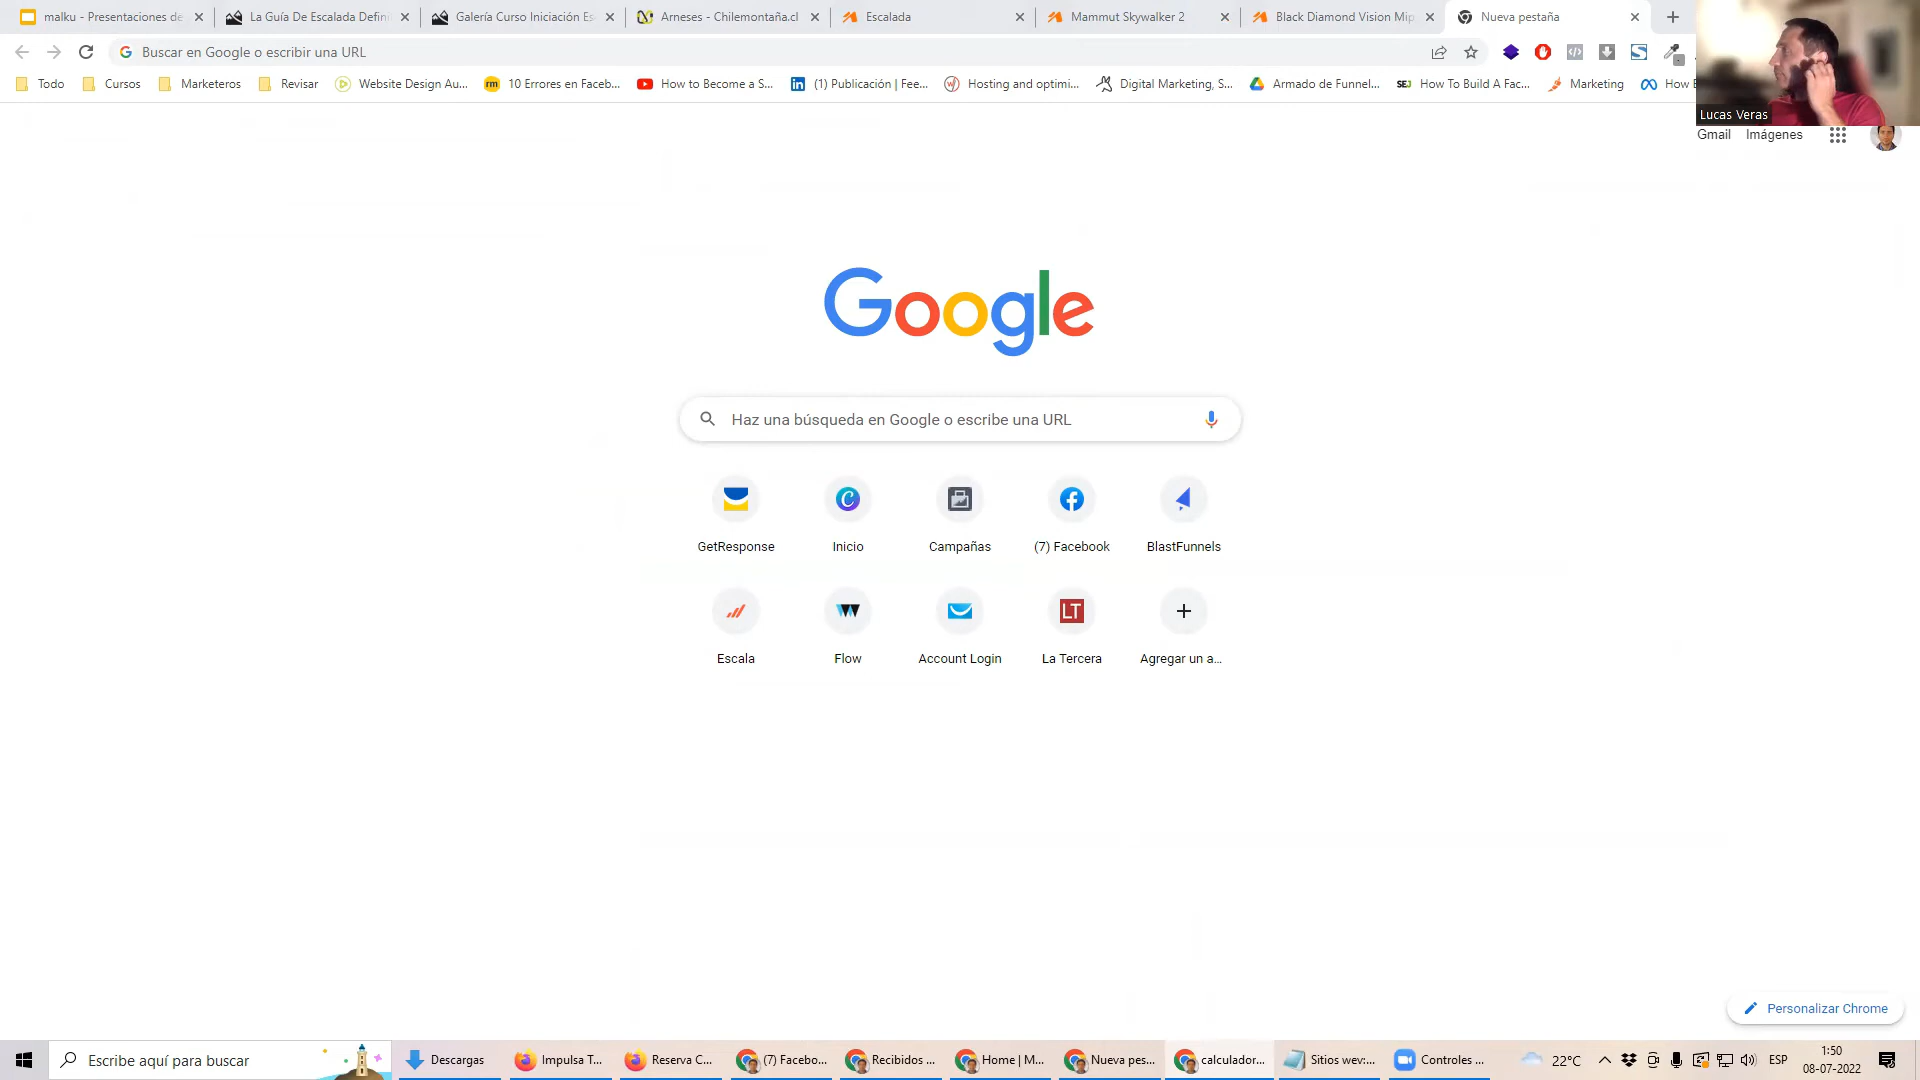 malku - Presentaciones de
La Guía De Escalada Defini
Galería Curso Iniciación Es
Arneses - Chilemontaña.cl
Escalada
Mammut Skywalker 2
Black Diamond Vision Mip
Nueva pestaña
Buscar en Google o escribir una URL
Todo
Cursos
Marketeros
Revisar
Website Design Au...
10 Errores en Faceb...
How to Become a S...
(1) Publicación | Fee...
Hosting and optimi...
Digital Marketing, S...
Armado de Funnel...
How To Build A Fac...
Marketing
How E
Lucas Veras
Gmail
Imágenes
Google
Haz una búsqueda en Google o escribe una URL
GetResponse
Inicio
Campañas
(7) Facebook
BlastFunnels
LT
Escala
Flow
Account Login
La Tercera
Agregar un a...
Personalizar Chrome
Escribe aquí para buscar
Descargas
Impulsa T...
Reserva C...
(7) Facebo...
Recibidos ...
Home | M...
Nueva pes...
calculador...
Sitios wev:...
Controles ...
22°C
ESP
1:50
08-07-2022